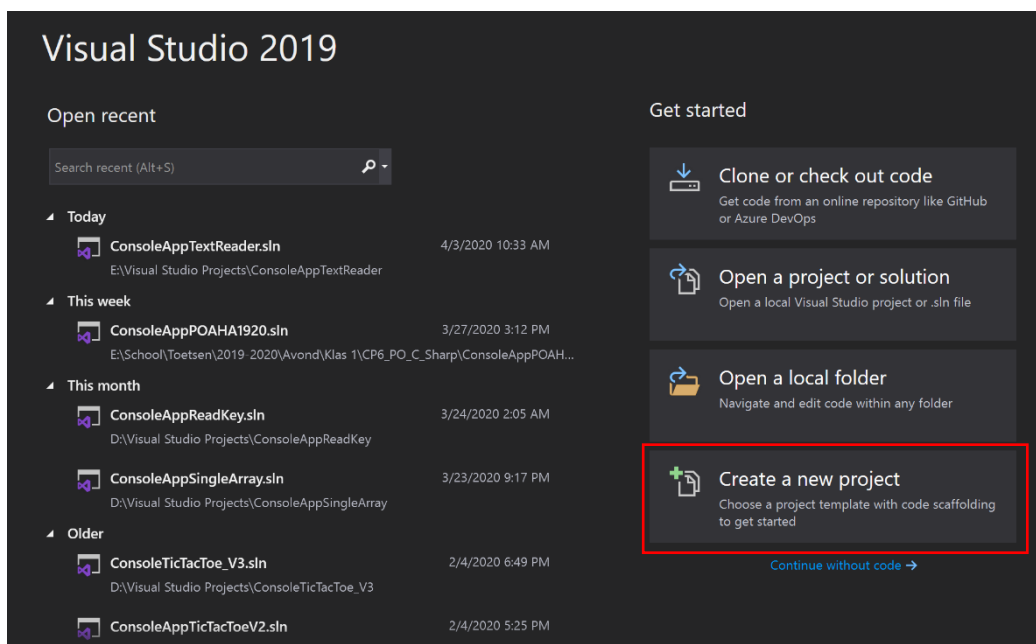 Visual Studio 2019
Open recent
Search recent (Alt+S)
Today
ConsoleAppTextReader.sln 4/3/2020 10:33 AM
E:\Visual Studio Projects\ConsoleAppTextReader
This week
ConsoleAppPOAHA1920.sln 3/27/2020 3:12 PM
E:\School\Toetsen\2019-2020\Avond\Klas 1\CP6_PO_C_Sharp\ConsoleAppPOAH...
This month
ConsoleAppReadKey.sln 3/24/2020 2:05 AM
D:\Visual Studio Projects\ConsoleAppReadKey
ConsoleAppSingleArray.sln 3/23/2020 9:17 PM
D:\Visual Studio Projects\ConsoleAppSingleArray
Older
ConsoleTicTacToe_V3.sln 2/4/2020 6:49 PM
D:\Visual Studio Projects\ConsoleTicTacToe_V3
ConsoleAppTicTacToeV2.sln 2/4/2020 5:25 PM
Get started
Clone or check out code
Get code from an online repository like GitHub
or Azure DevOps
Open a project or solution
Open a local Visual Studio project or .sln file
Open a local folder
Navigate and edit code within any folder
Create a new project
Choose a project template with code scaffolding
to get started
Continue without code →